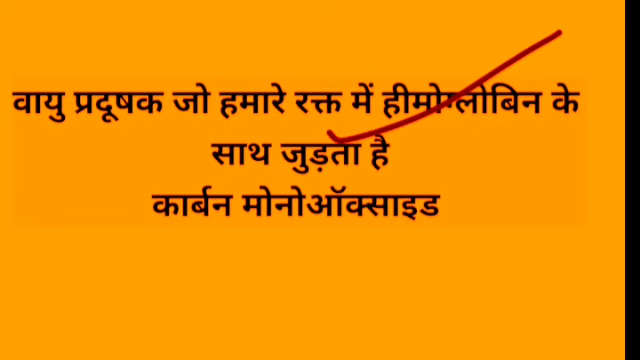 वायु प्रदूषक जो हमारे रक्त में हीमोग्लोबिन के
साथ जुड़ता है
कार्बन मोनोऑक्साइड